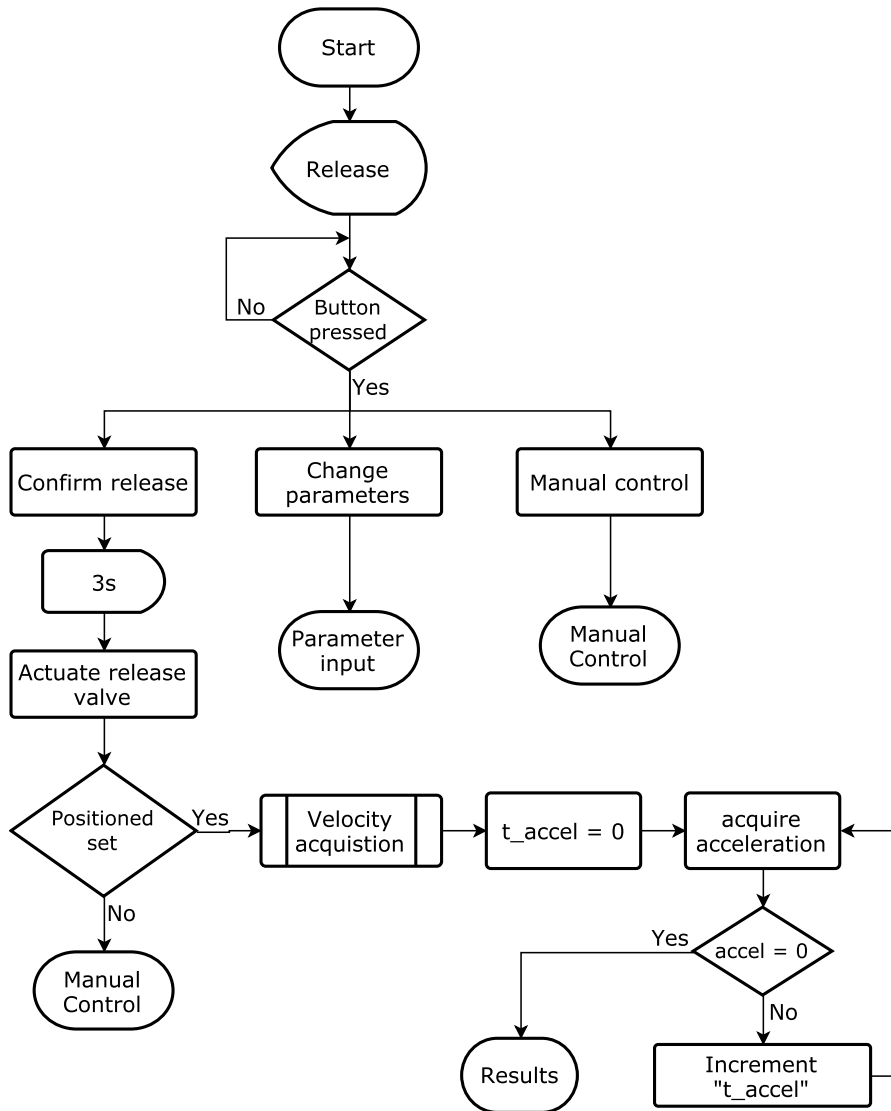 Start
Release
Button
pressed
No
Yes
Confirm release
Change
parameters
Manual control
3s
Parameter
input
Manual
Control
Actuate release
valve
Positioned
set
Yes
Velocity
acquistion
t_accel = 0
acquire
acceleration
No
Manual
Control
accel = 0
Yes
No
Results
Increment
"t_accel"